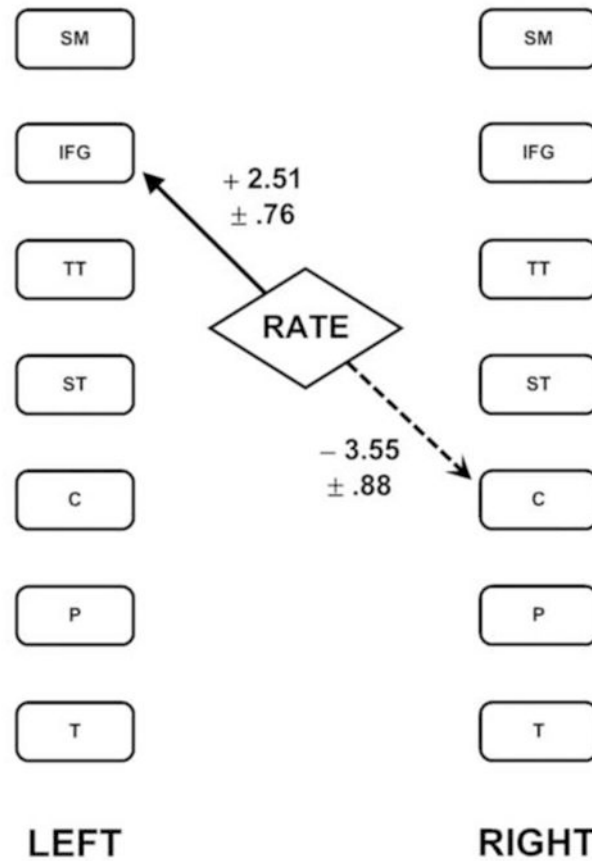 SM SM
IFG IFG
+ 2.51
± .76
TT TT
RATE
ST ST
– 3.55
± .88
C C
P P
T T
LEFT RIGHT